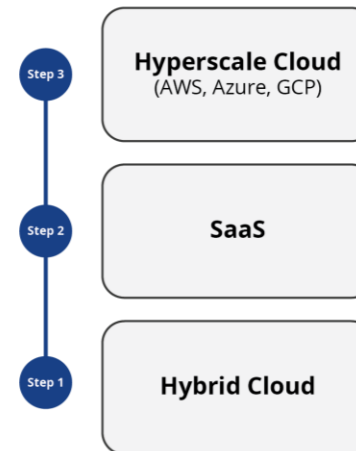 Step 3
Hyperscale Cloud
(AWS, Azure, GCP)
Step 2
SaaS
Step 1
Hybrid Cloud